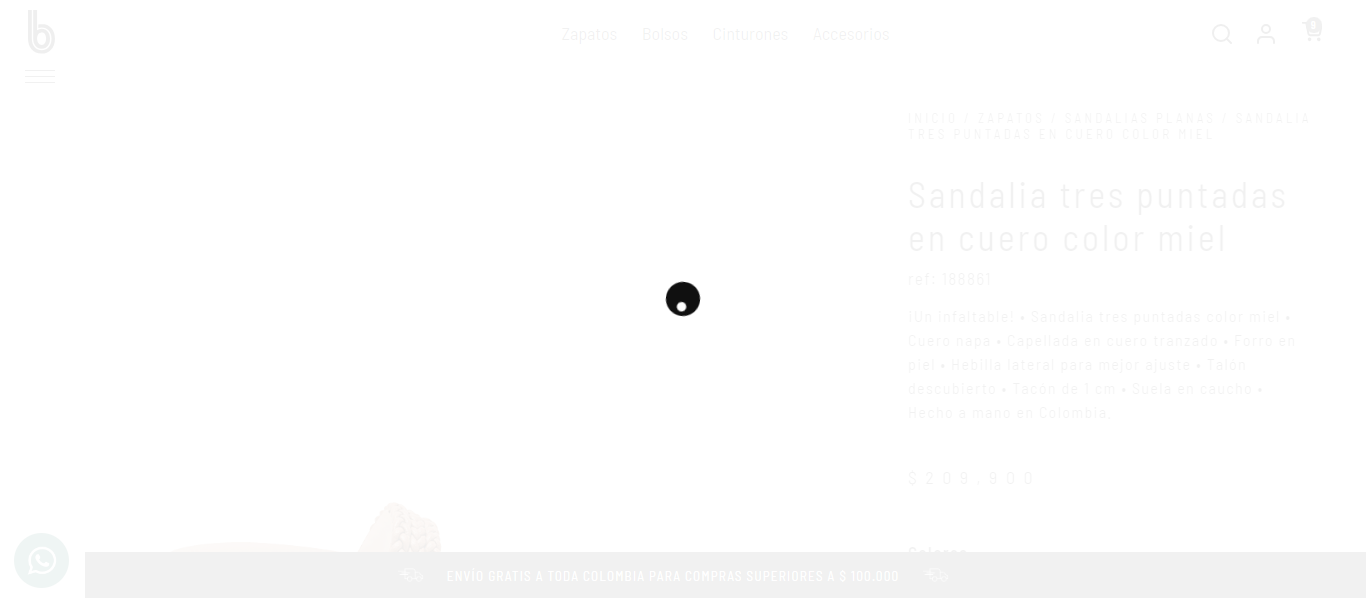 b
Zapatos Bolsos Cinturones Accesorios
0
INICIO / ZAPATOS / SANDALIAS PLANAS / SANDALIA
TRES PUNTADAS EN CUERO COLOR MIEL
Sandalia tres puntadas
en cuero color miel
ref: 188861
¡Un infaltable! • Sandalia tres puntadas color miel •
Cuero napa • Capellada en cuero tranzado • Forro en
piel • Hebilla lateral para mejor ajuste • Talón
descubierto • Tacón de 1 cm • Suela en caucho •
Hecho a mano en Colombia.
$209.900
Colores
ENVÍO GRATIS A TODA COLOMBIA PARA COMPRAS SUPERIORES A $ 100.000